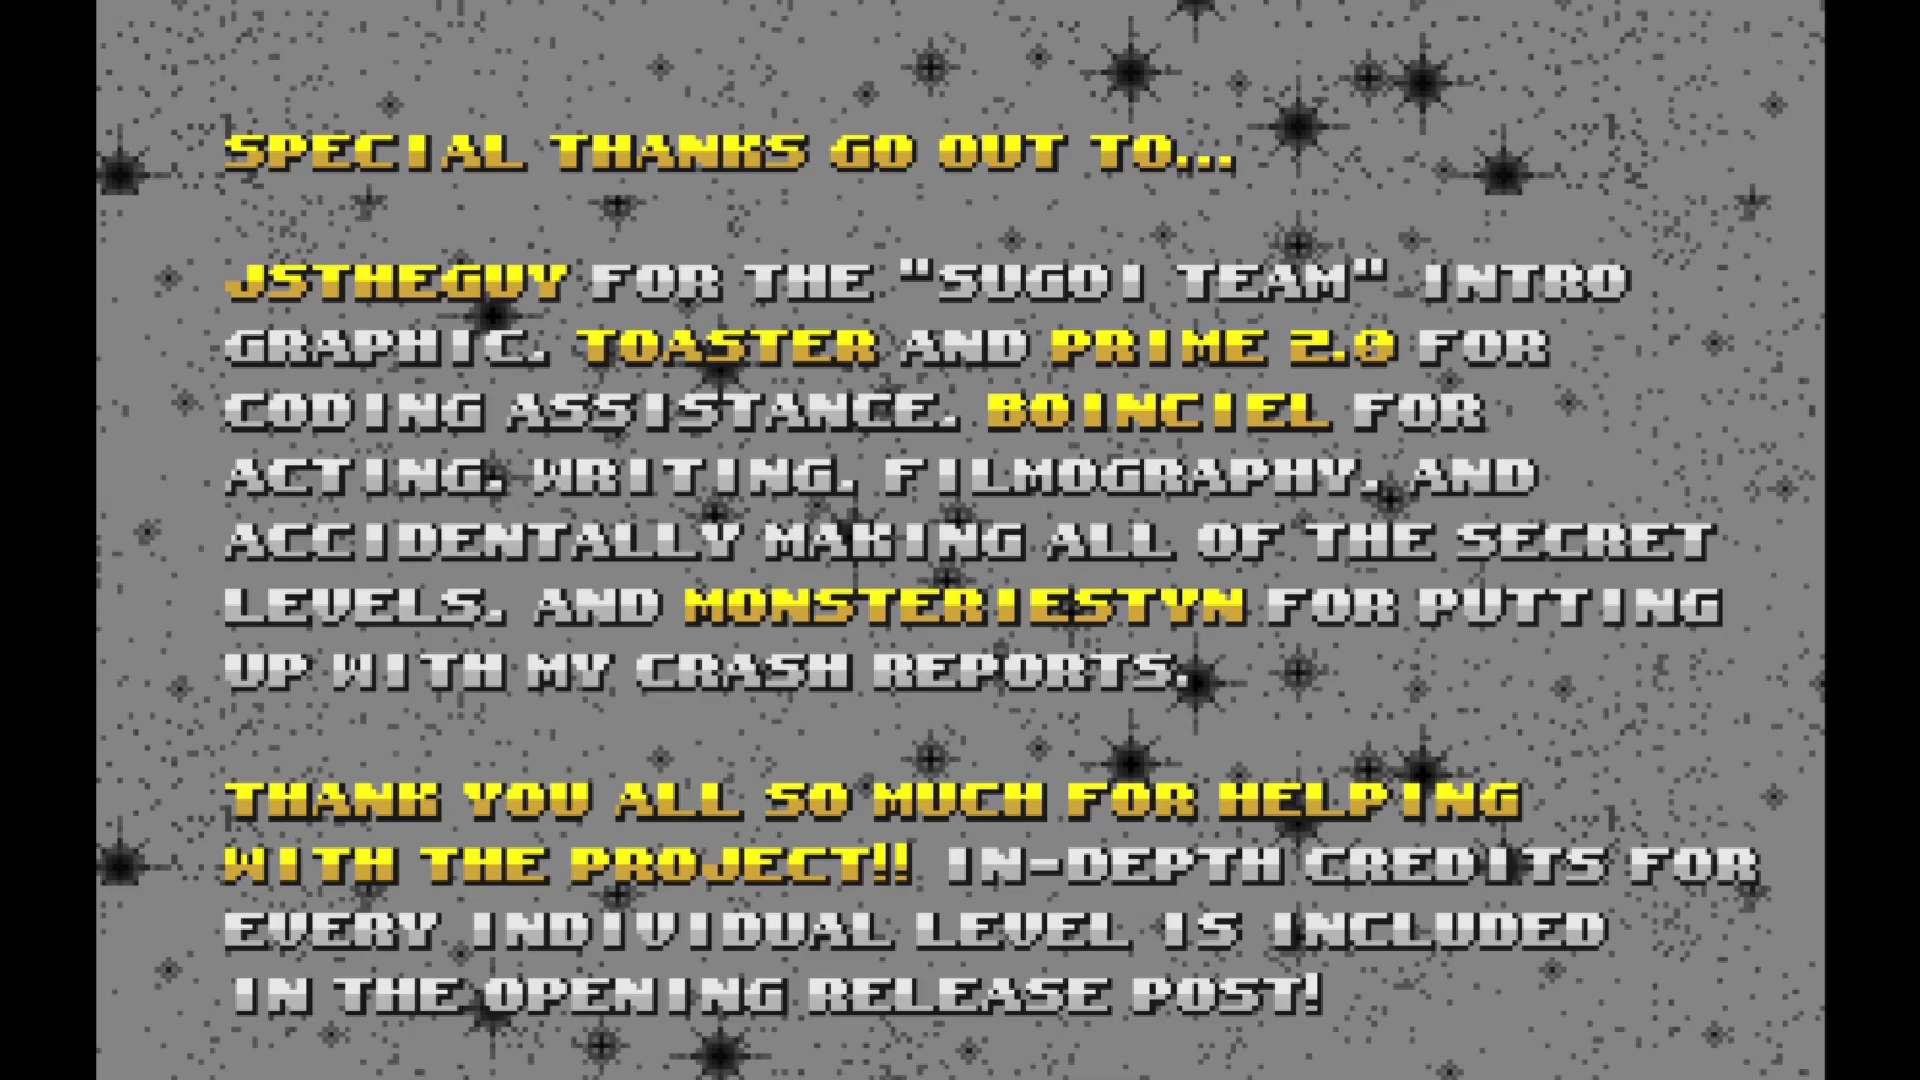 SPECIAL THANKS GO OUT TO...
JSTHEGUY FOR THE "SUGOI TEAM" INTRO
GRAPHIC, TOASTER AND PRIME 2.0 FOR
CODING ASSISTANCE, BOINCIEL FOR
ACTING, WRITING, FILMOGRAPHY, AND
ACCIDENTALLY MAKING ALL OF THE SECRET
LEVELS, AND MONSTERIESTYN FOR PUTTING
UP WITH MY CRASH REPORTS.
THANK YOU ALL SO MUCH FOR HELPING
WITH THE PROJECT!! IN-DEPTH CREDITS FOR
EVERY INDIVIDUAL LEVEL IS INCLUDED
IN THE OPENING RELEASE POST!